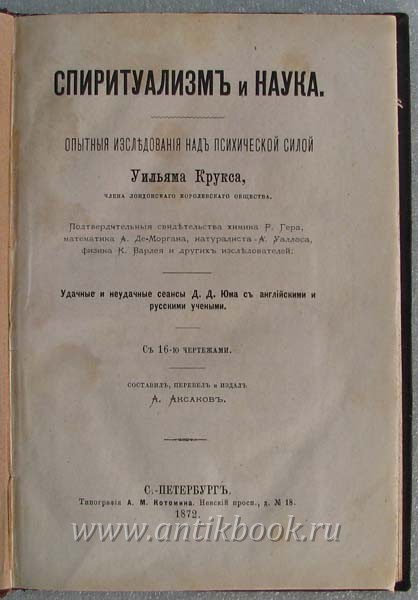 СПИРИТУАЛИЗМЪ и НАУКА.
ОПЫТНЫЯ ИЗСЛѢДОВАНІЯ НАДЪ ПСИХИЧЕСКОЙ СИЛОЙ
Уильяма Крукса,
ЧЛЕНА ЛОНДОНСКАГО КОРОЛЕВСКАГО ОБЩЕСТВА.
Подтвердительныя свидѣтельства химика Р. Гера,
математика А. Де-Моргана, натуралиста А. Уалласа,
физика К. Варлея и другихъ изслѣдователей.
Удачные и неудачные сеансы Д. Д. Юма съ англійскими и
русскими учеными.
Съ 16-ю чертежами.
СОСТАВИЛЪ, ПЕРЕВЕЛЪ и ИЗДАЛЪ
А. Аксаковъ.
С.-ПЕТЕРБУРГЪ.
Типографія А. М. Котомина. Невскій просп., д. № 18.
1872.
www.antikbook.ru